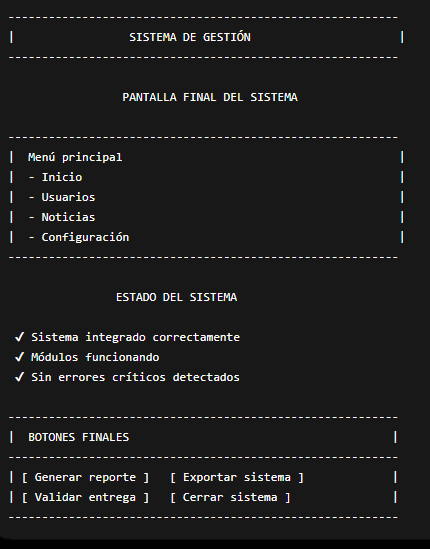 ----------------------------------------------------------
|                 SISTEMA DE GESTIÓN                      |
----------------------------------------------------------
PANTALLA FINAL DEL SISTEMA
----------------------------------------------------------
|  Menú principal                                         |
|  - Inicio                                               |
|  - Usuarios                                             |
|  - Noticias                                             |
|  - Configuración                                        |
----------------------------------------------------------
ESTADO DEL SISTEMA
✔ Sistema integrado correctamente
✔ Módulos funcionando
✔ Sin errores críticos detectados
----------------------------------------------------------
|  BOTONES FINALES                                       |
----------------------------------------------------------
| [ Generar reporte ]   [ Exportar sistema ]             |
| [ Validar entrega ]   [ Cerrar sistema ]               |
----------------------------------------------------------